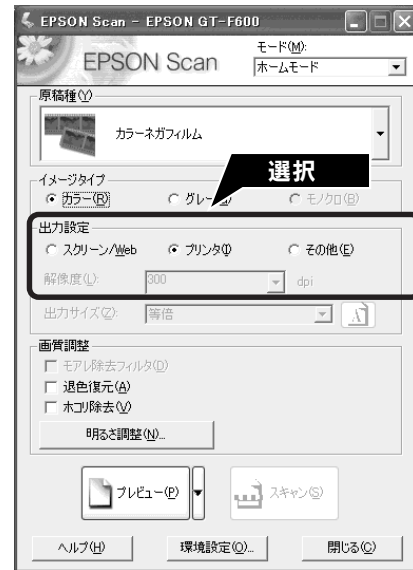 EPSON Scan - EPSON GT-F600
EPSON Scan
モード(M):
ホームモード
原稿種(Y)
カラーネガフィルム
選択
イメージタイプ
カラー(R)
モノクロ(B)
出力設定
スクリーン/Web プリンタ(I) その他(E)
解像度(L): 300 dpi
出力サイズ(Z): 等倍
画質調整
モアレ除去フィルタ(D)
退色復元(A)
ホコリ除去(V)
明るさ調整(N)...
プレビュー(P) スキャン(S)
ヘルプ(H) 環境設定(O)... 閉じる(C)